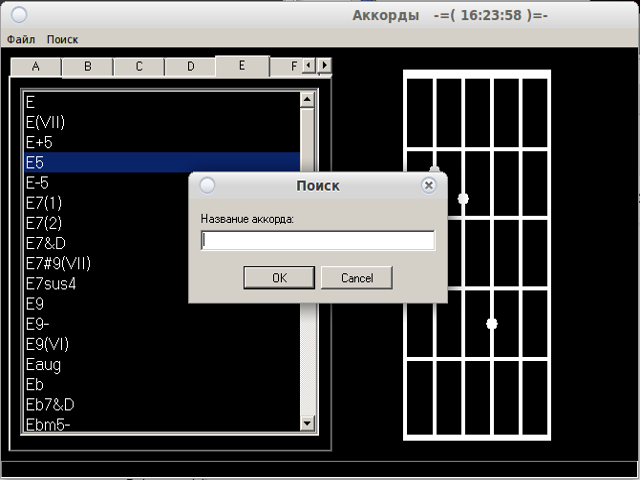 Аккорды -=( 16:23:58 )=-
Файл Поиск
A B C D E F
E
E(VII)
E+5
E5
E-5
E7(1)
E7(2)
E7&D
E7#9(VII)
E7sus4
E9
E9-
E9(VI)
Eaug
Eb
Eb7&D
Ebm5-
Поиск
Название аккорда:
OK Cancel